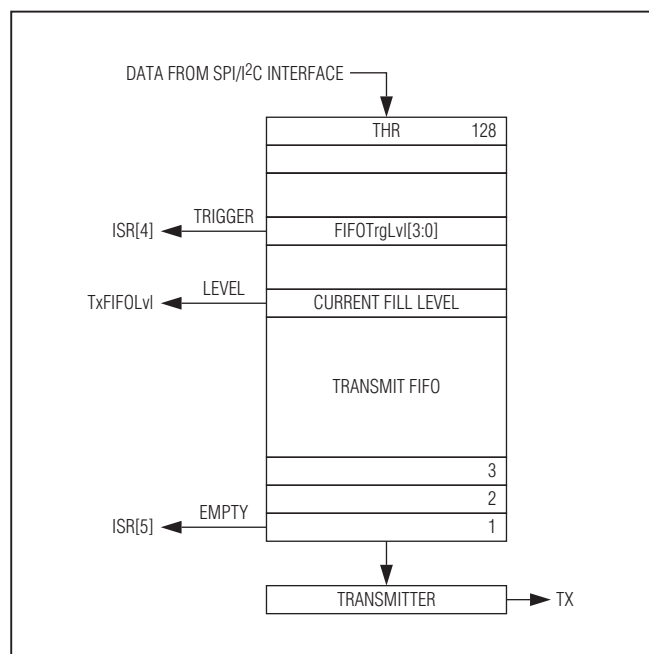 DATA FROM SPI/I²C INTERFACE
THR 128
TRIGGER
ISR[4]
FIFOTrgLvl[3:0]
LEVEL
TxFIFOLvl
CURRENT FILL LEVEL
TRANSMIT FIFO
3
2
EMPTY
ISR[5]
1
TRANSMITTER
TX